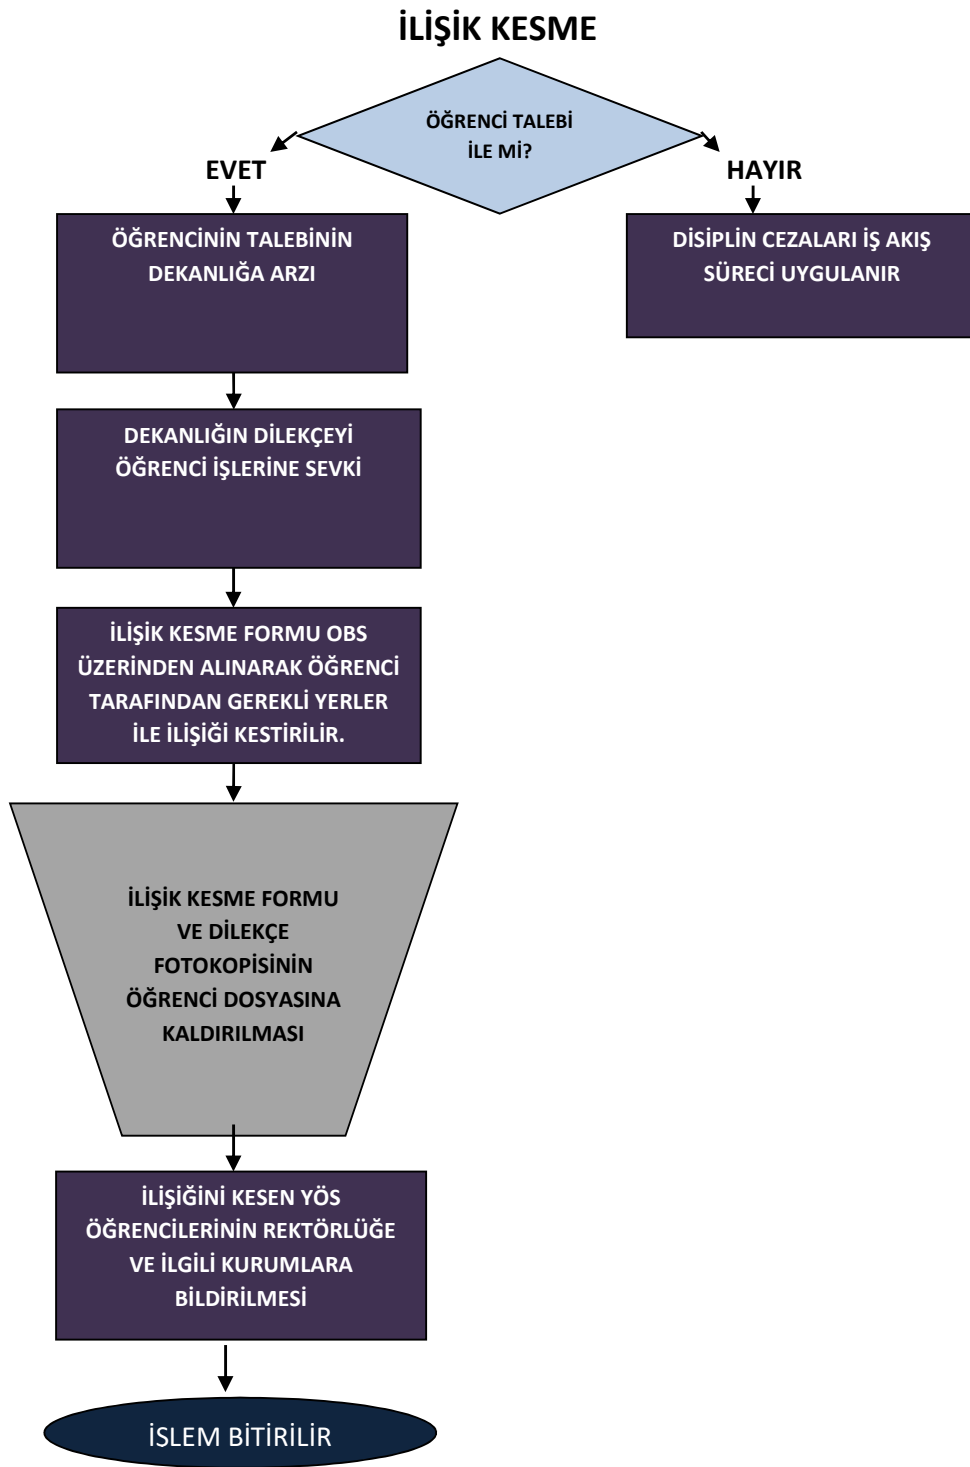 İLİŞİK KESME
ÖĞRENCİ TALEBİ
İLE Mİ?
EVET
HAYIR
ÖĞRENCİNİN TALEBİNİN
DEKANLIĞA ARZI
DİSİPLİN CEZALARI İŞ AKIŞ
SÜRECİ UYGULANIR
DEKANLIĞIN DİLEKÇEYİ
ÖĞRENCİ İŞLERİNE SEVKİ
İLİŞİK KESME FORMU OBS
ÜZERİNDEN ALINARAK ÖĞRENCİ
TARAFINDAN GEREKLİ YERLER
İLE İLİŞİĞİ KESTİRİLİR.
İLİŞİK KESME FORMU
VE DİLEKÇE
FOTOKOPİSİNİN
ÖĞRENCİ DOSYASINA
KALDIRILMASI
İLİŞİĞİNİ KESEN YÖS
ÖĞRENCİLERİNİN REKTÖRLÜĞE
VE İLGİLİ KURUMLARA
BİLDİRİLMESİ
İSLEM BİTİRİLİR